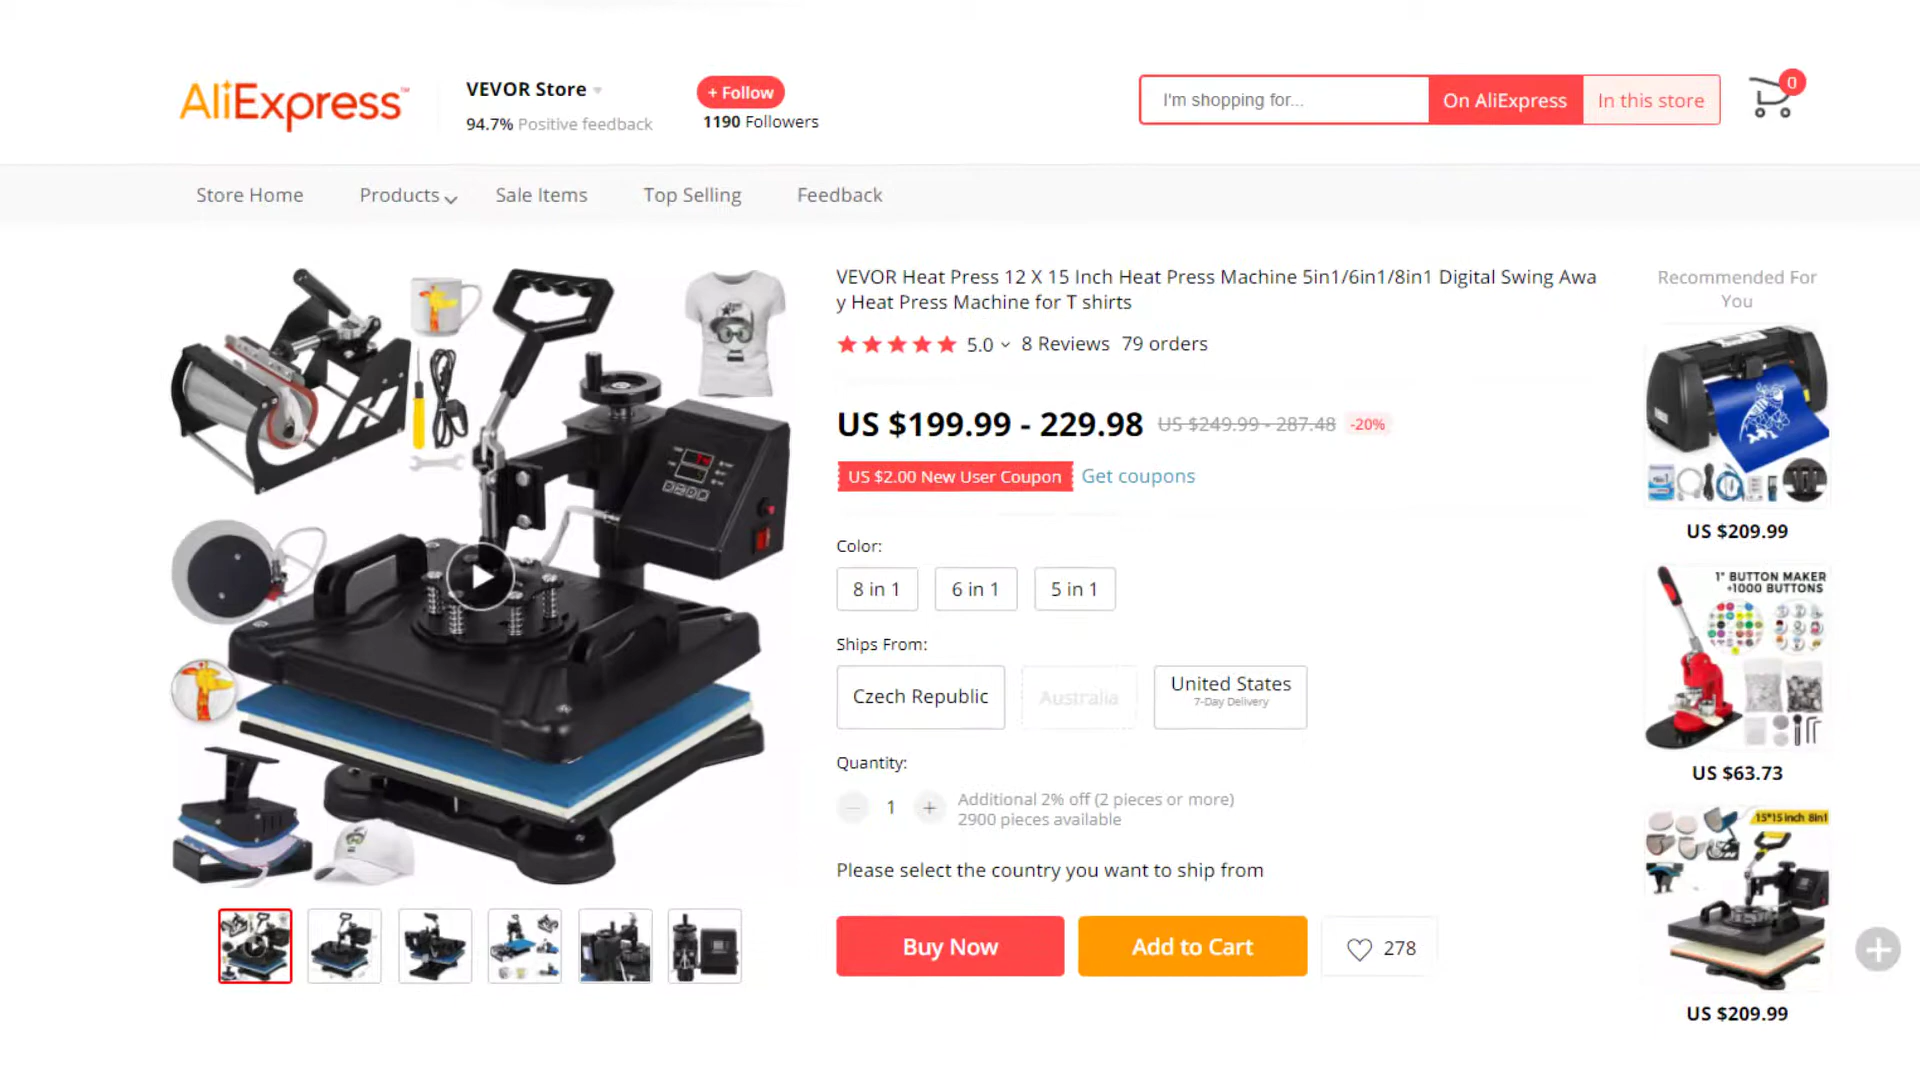 AliExpress™
VEVOR Store
94.7% Positive feedback
+ Follow
1190 Followers
I'm shopping for...
On AliExpress
In this store
0
Store Home
Products
Sale Items
Top Selling
Feedback
VEVOR Heat Press 12 X 15 Inch Heat Press Machine 5in1/6in1/8in1 Digital Swing Awa
y Heat Press Machine for T shirts
5.0 8 Reviews 79 orders
US $199.99 - 229.98 US $249.99 - 287.48 -20%
US $2.00 New User Coupon Get coupons
Color:
8 in 1
6 in 1
5 in 1
Ships From:
Czech Republic
Australia
United States
7-Day Delivery
Quantity:
1
Additional 2% off (2 pieces or more)
2900 pieces available
Please select the country you want to ship from
Buy Now
Add to Cart
278
Recommended For
You
US $209.99
1" BUTTON MAKER
+1000 BUTTONS
US $63.73
15*15 inch 8in1
US $209.99